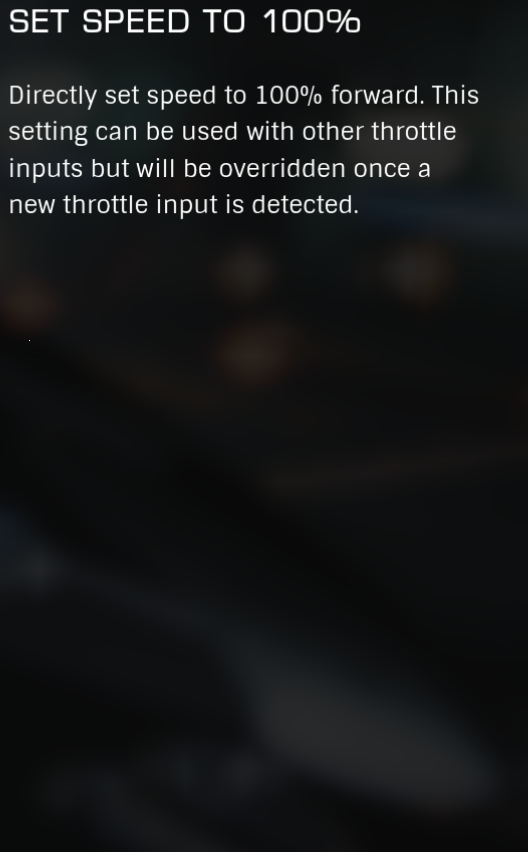 SET SPEED TO 100%
Directly set speed to 100% forward. This
setting can be used with other throttle
inputs but will be overridden once a
new throttle input is detected.